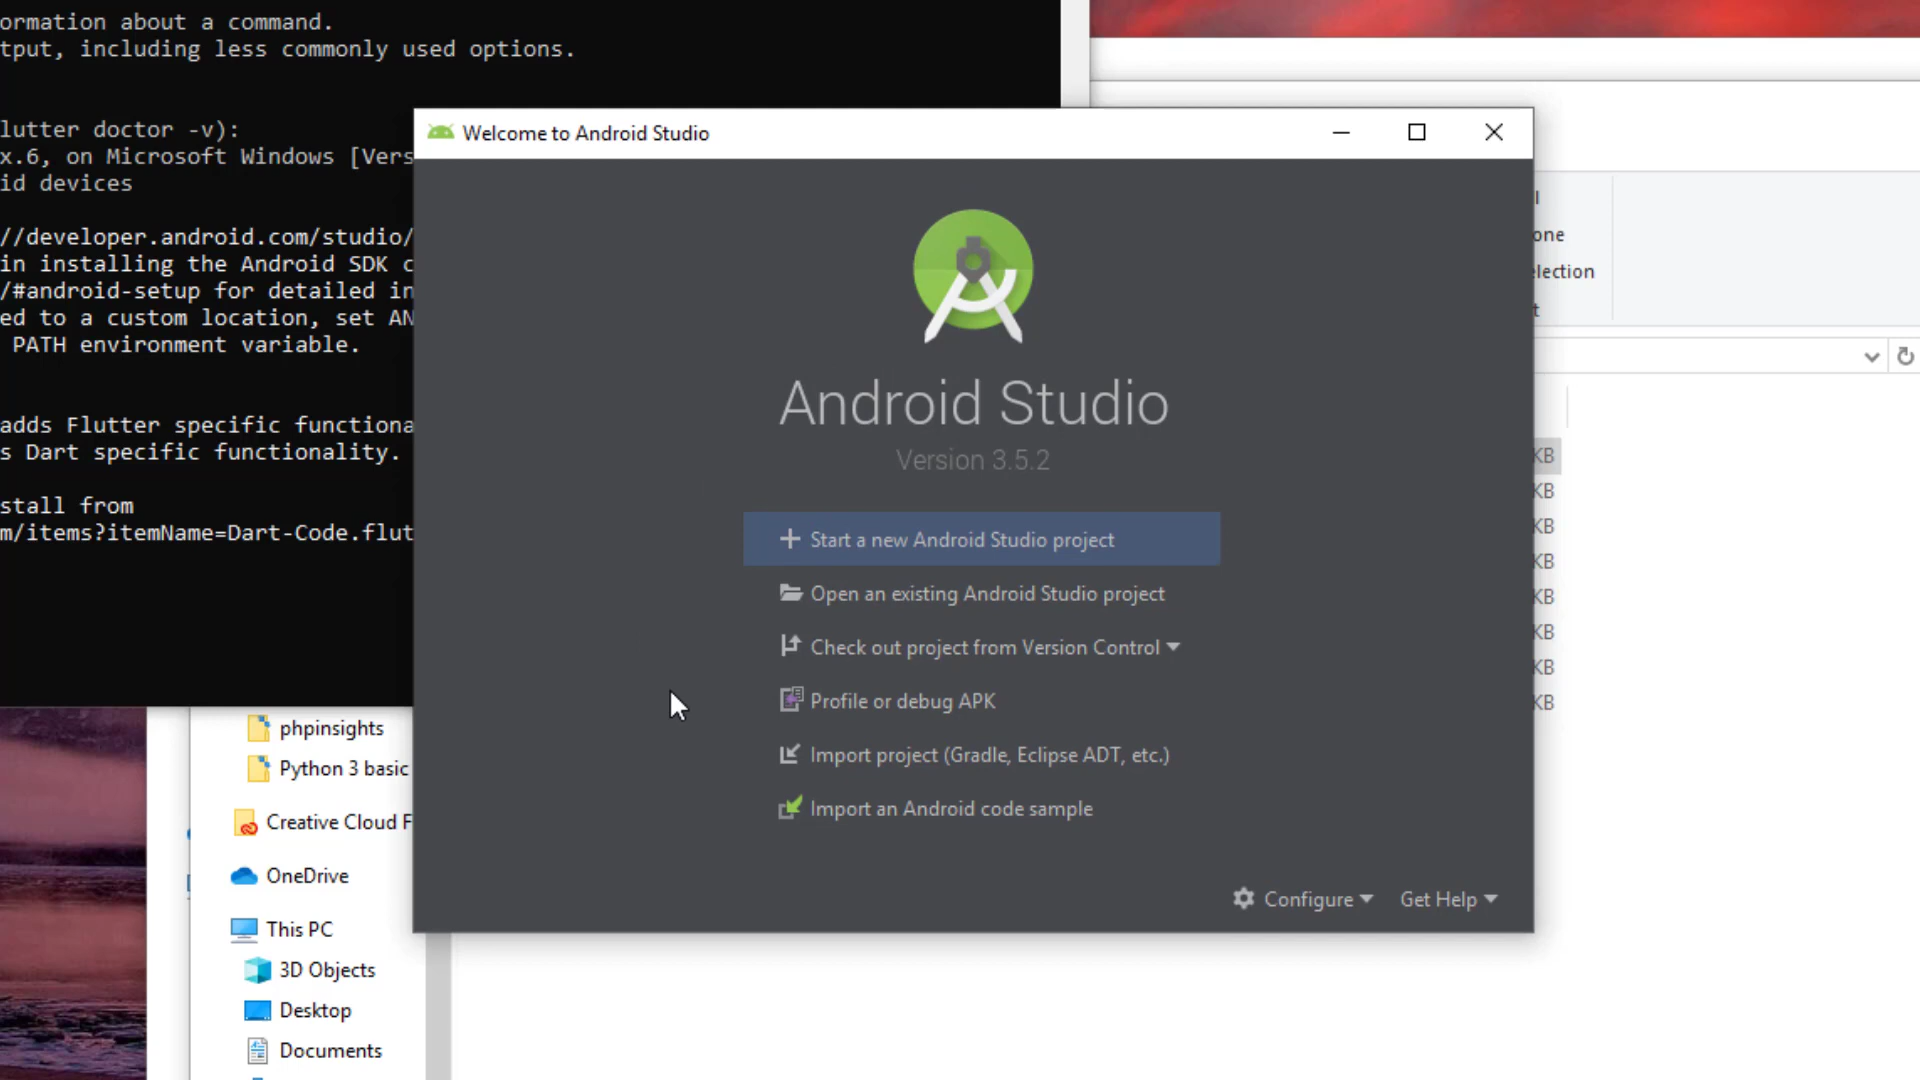 ormation about a command.
tput, including less commonly used options.
lutter doctor -v):
x.6, on Microsoft Windows [Vers
id devices
//developer.android.com/studio/
in installing the Android SDK c
/#android-setup for detailed in
ed to a custom location, set AN
PATH environment variable.
adds Flutter specific functiona
s Dart specific functionality.
stall from
m/items?itemName=Dart-Code.flut
Welcome to Android Studio
Android Studio
Version 3.5.2
Start a new Android Studio project
Open an existing Android Studio project
Check out project from Version Control
Profile or debug APK
Import project (Gradle, Eclipse ADT, etc.)
Import an Android code sample
Configure
Get Help
phpinsights
Python 3 basic
Creative Cloud F
OneDrive
This PC
3D Objects
Desktop
Documents
one
election
t
KB
KB
KB
KB
KB
KB
KB
KB